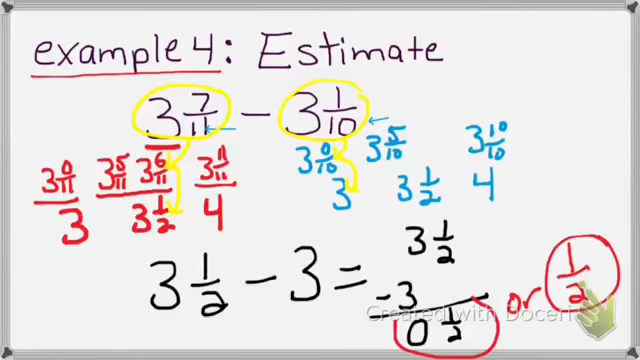 example 4: Estimate
3 7/11 - 3 1/10
3 0/11 3 5/11 3 6/11 3 11/11 3 0/10 3 5/10 3 10/10
3 3 1/2 4 3 3 1/2 4
3 1/2 - 3 = 3 1/2
- 3
0 1/2 or 1/2
Created with Doceri